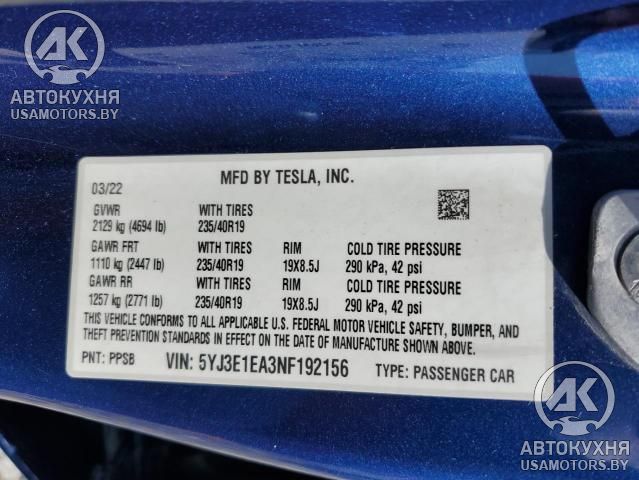 AK
АВТОКУХНЯ
USAMOTORS.BY
MFD BY TESLA, INC.
03/22
GVWR WITH TIRES
2129 kg (4694 lb) 235/40R19
GAWR FRT WITH TIRES RIM COLD TIRE PRESSURE
1110 kg (2447 lb) 235/40R19 19X8.5J 290 kPa, 42 psi
GAWR RR WITH TIRES RIM COLD TIRE PRESSURE
1257 kg (2771 lb) 235/40R19 19X8.5J 290 kPa, 42 psi
THIS VEHICLE CONFORMS TO ALL APPLICABLE U.S. FEDERAL MOTOR VEHICLE SAFETY, BUMPER, AND
THEFT PREVENTION STANDARDS IN EFFECT ON THE DATE OF MANUFACTURE SHOWN ABOVE.
PNT: PPSB VIN: 5YJ3E1EA3NF192156 TYPE: PASSENGER CAR
AK
АВТОКУХНЯ
USAMOTORS.BY